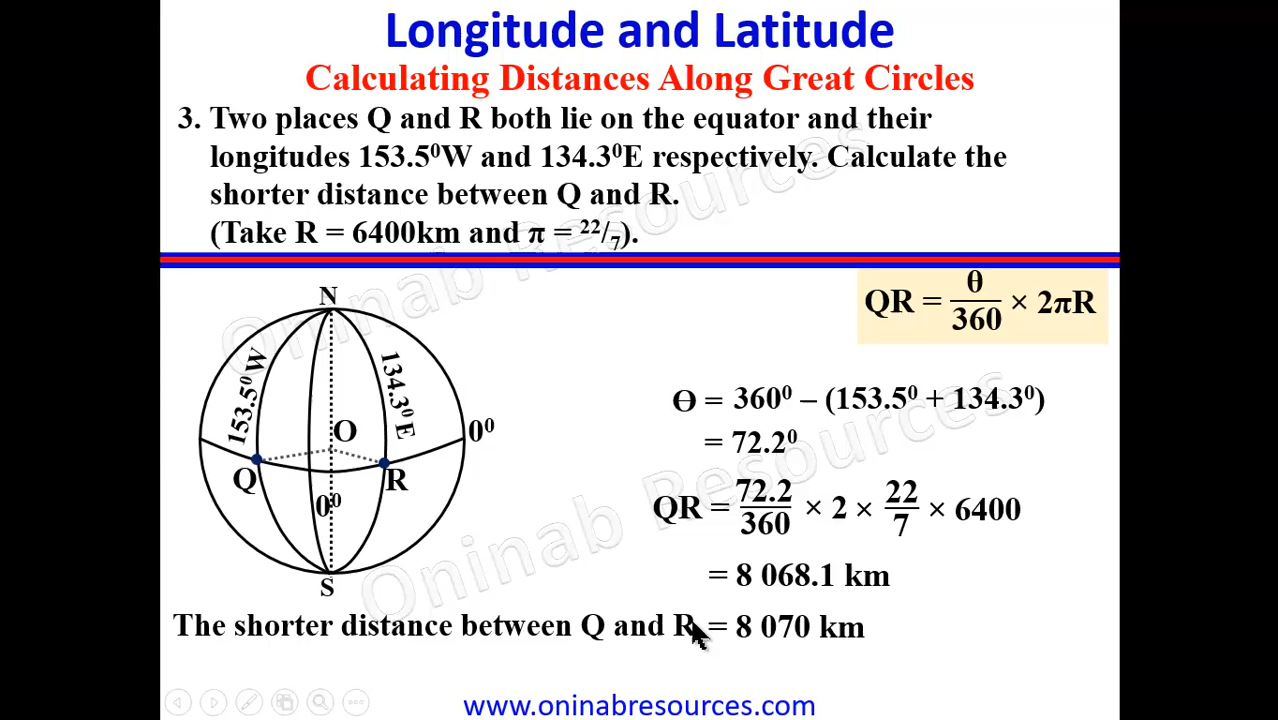 Longitude and Latitude
Calculating Distances Along Great Circles
3. Two places Q and R both lie on the equator and their
longitudes 153.5⁰W and 134.3⁰E respectively. Calculate the
shorter distance between Q and R.
(Take R = 6400km and π = ²²/₇).
QR = θ/360 × 2πR
N
153.5⁰W
134.3⁰E
O
0⁰
Q
R
0⁰
S
ϴ = 360⁰ – (153.5⁰ + 134.3⁰)
= 72.2⁰
QR = 72.2/360 × 2 × 22/7 × 6400
= 8 068.1 km
The shorter distance between Q and R = 8 070 km
Oninab Resources
Oninab Resources
www.oninabresources.com